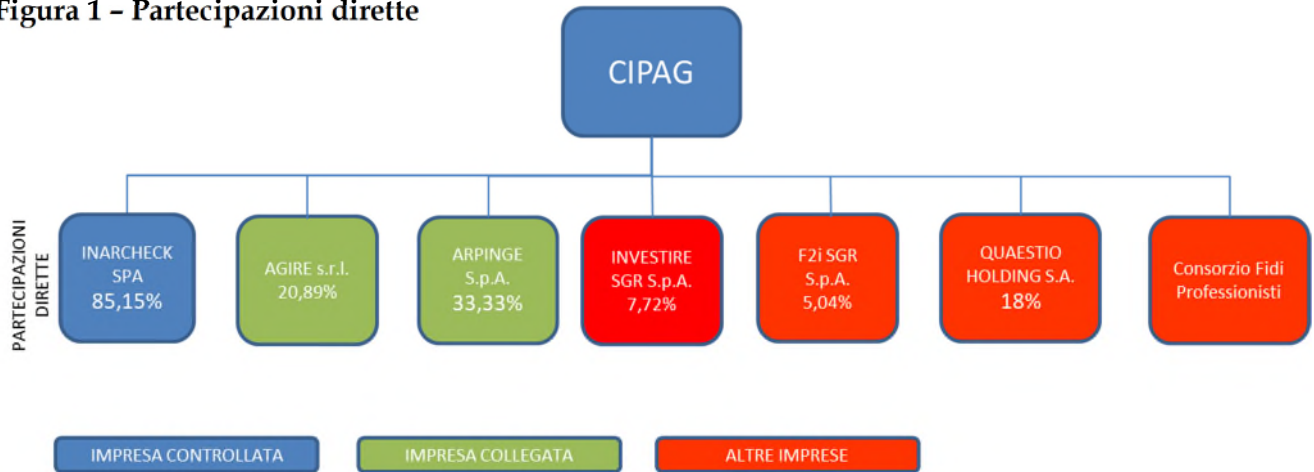 Figura 1 – Partecipazioni dirette
CIPAG
PARTECIPAZIONI
DIRETTE
INARCHECK
SPA
85,15%
AGIRE s.r.l.
20,89%
ARPINGE
S.p.A.
33,33%
INVESTIRE
SGR S.p.A.
7,72%
F2i SGR
S.p.A.
5,04%
QUAESTIO
HOLDING S.A.
18%
Consorzio Fidi
Professionisti
IMPRESA CONTROLLATA
IMPRESA COLLEGATA
ALTRE IMPRESE